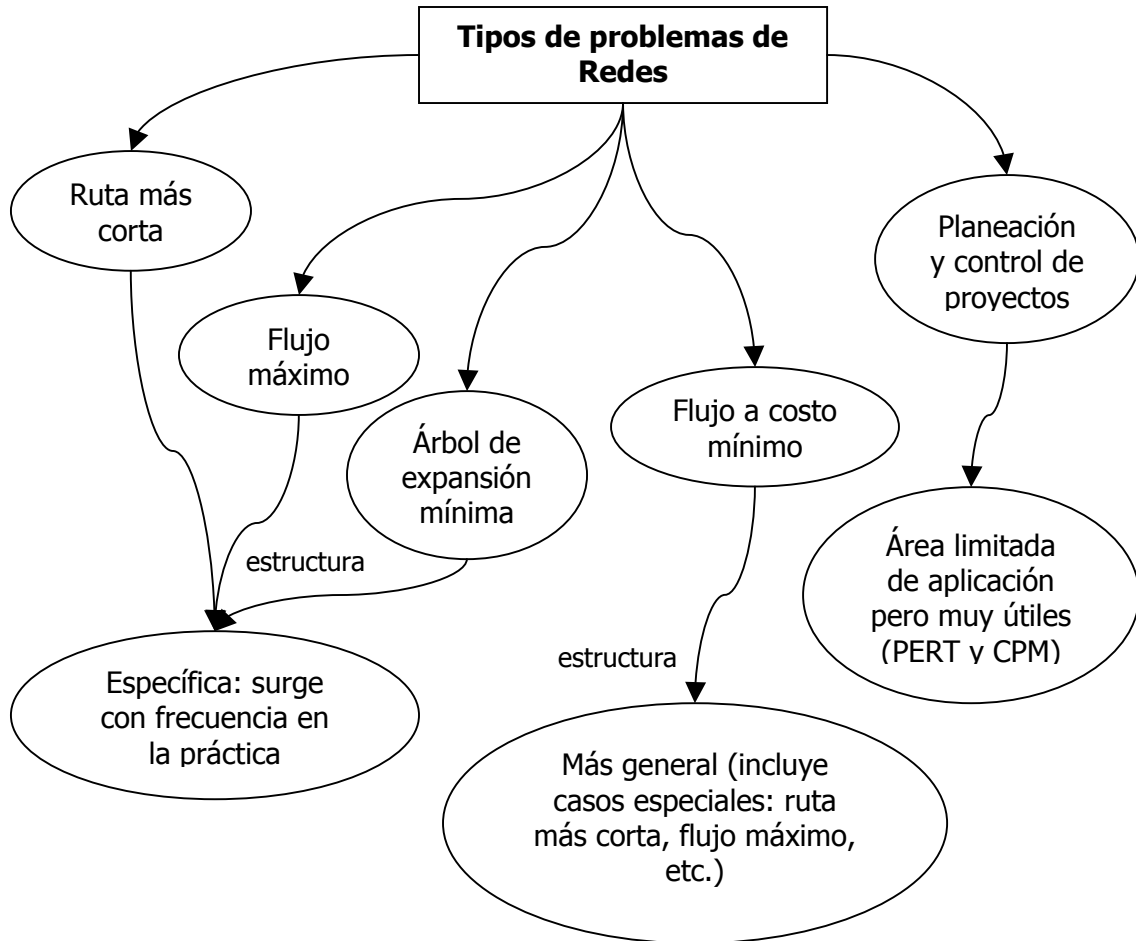 Tipos de problemas de
Redes
Ruta más
corta
Planeación
y control de
proyectos
Flujo
máximo
Árbol de
expansión
mínima
Flujo a costo
mínimo
estructura
Área limitada
de aplicación
pero muy útiles
(PERT y CPM)
estructura
Específica: surge
con frecuencia en
la práctica
Más general (incluye
casos especiales: ruta
más corta, flujo máximo,
etc.)